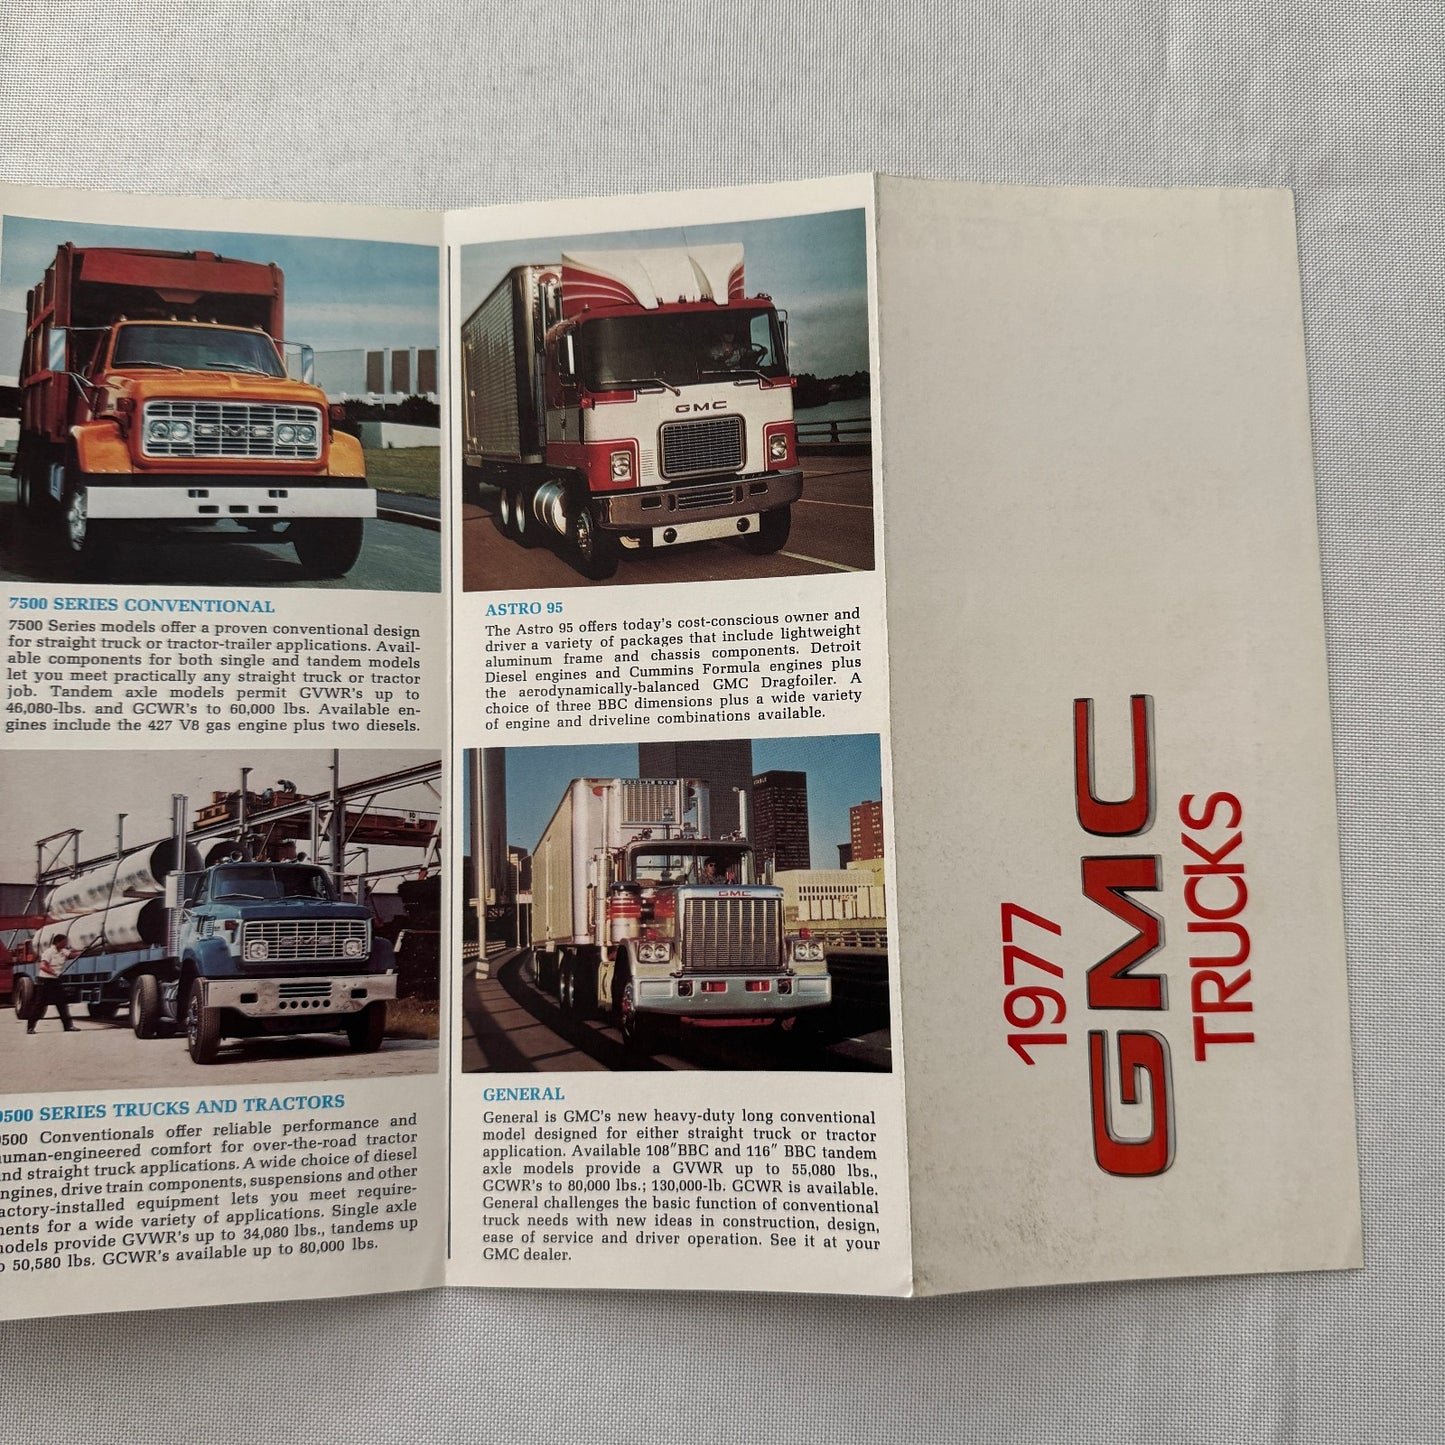 GMC
7500 SERIES CONVENTIONAL
7500 Series models offer a proven conventional design
for straight truck or tractor-trailer applications. Avail-
able components for both single and tandem models
let you meet practically any straight truck or tractor
job. Tandem axle models permit GVWR's up to
46,080-lbs. and GCWR's to 60,000 lbs. Available en-
gines include the 427 V8 gas engine plus two diesels.
GMC
500 SERIES TRUCKS AND TRACTORS
500 Conventionals offer reliable performance and
uman-engineered comfort for over-the-road tractor
nd straight truck applications. A wide choice of diesel
ngines, drive train components, suspensions and other
actory-installed equipment lets you meet require-
ents for a wide variety of applications. Single axle
odels provide GVWR's up to 34,080 lbs., tandems up
o 50,580 lbs. GCWR's available up to 80,000 lbs.
GMC
ASTRO 95
The Astro 95 offers today's cost-conscious owner and
driver a variety of packages that include lightweight
aluminum frame and chassis components. Detroit
Diesel engines and Cummins Formula engines plus
the aerodynamically-balanced GMC Dragfoiler. A
choice of three BBC dimensions plus a wide variety
of engine and driveline combinations available.
GMC
GENERAL
General is GMC's new heavy-duty long conventional
model designed for either straight truck or tractor
application. Available 108"BBC and 116" BBC tandem
axle models provide a GVWR up to 55,080 lbs.,
GCWR's to 80,000 lbs.; 130,000-lb. GCWR is available.
General challenges the basic function of conventional
truck needs with new ideas in construction, design,
ease of service and driver operation. See it at your
GMC dealer.
1977
GMC
TRUCKS